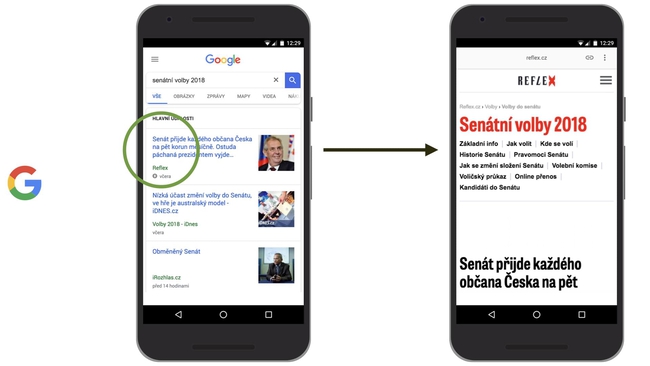 12:29
Google
senátní volby 2018
VŠE OBRÁZKY ZPRÁVY MAPY VIDEA
HLAVNÍ UDÁLOSTI
Senát přijde každého občana Česka
na pět korun měsíčně. Ostuda
páchaná prezidentem vyjde...
Reflex
včera
Nízká účast změní volby do Senátu,
ve hře je australský model -
iDNES.cz
Volby 2018 - iDnes
včera
Obměněný Senát
iRozhlas.cz
před 14 hodinami
12:29
reflex.cz
REFLEX
Reflex.cz › Volby › Volby do senátu
Senátní volby 2018
Základní info Jak volit Kde se volí
Historie Senátu Pravomoci Senátu
Jak se změní složení Senátu Volební komise
Voličský průkaz Online přenos
Kandidáti do Senátu
Senát přijde každého
občana Česka na pět
G